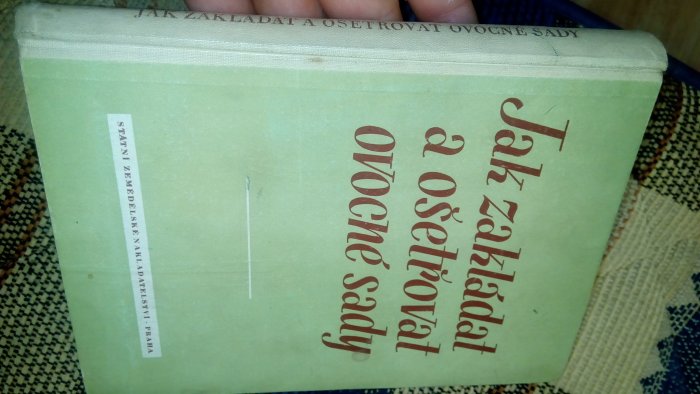 JAK ZAKLÁDAT A OŠETŘOVAT OVOCNÉ SADY
Jak zakládat
a ošetřovat
ovocné sady
STÁTNÍ ZEMĚDĚLSKÉ NAKLADATELSTVÍ - PRAHA